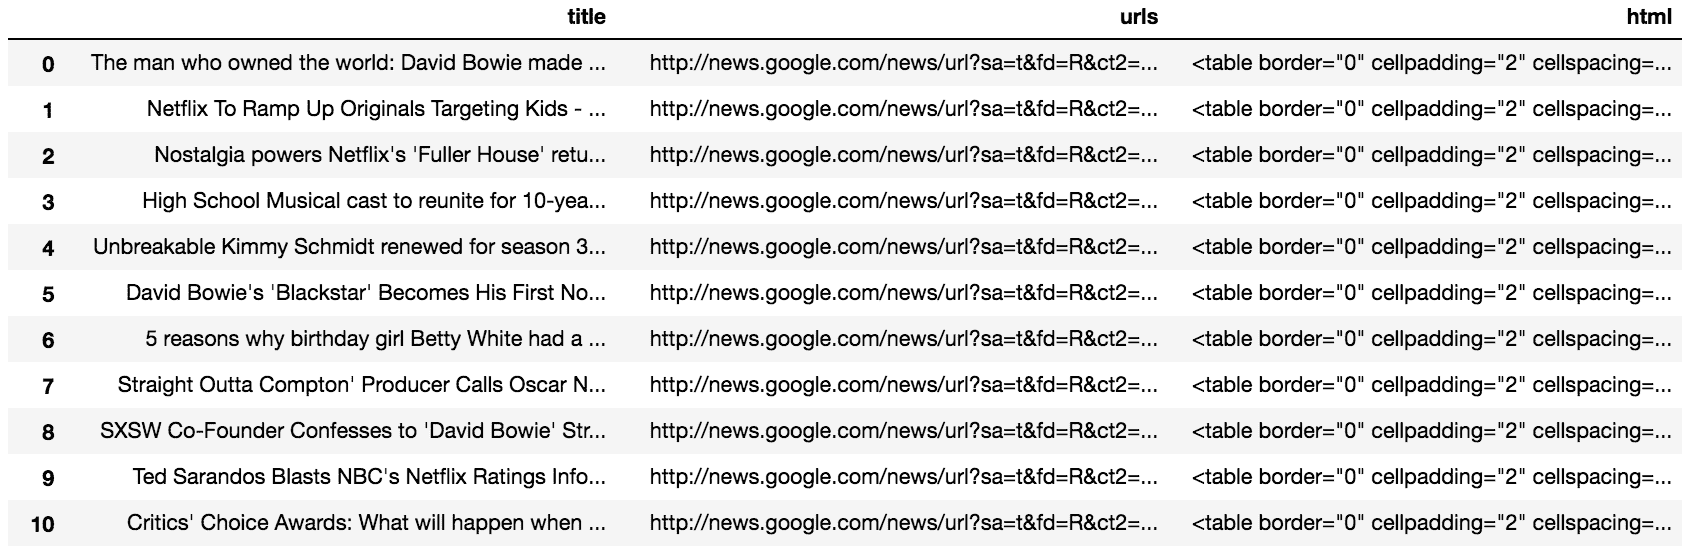 title urls html
0 The man who owned the world: David Bowie made ... http://news.google.com/news/url?sa=t&fd=R&ct2=... <table border="0" cellpadding="2" cellspacing=...
1 Netflix To Ramp Up Originals Targeting Kids - ... http://news.google.com/news/url?sa=t&fd=R&ct2=... <table border="0" cellpadding="2" cellspacing=...
2 Nostalgia powers Netflix's 'Fuller House' retu... http://news.google.com/news/url?sa=t&fd=R&ct2=... <table border="0" cellpadding="2" cellspacing=...
3 High School Musical cast to reunite for 10-yea... http://news.google.com/news/url?sa=t&fd=R&ct2=... <table border="0" cellpadding="2" cellspacing=...
4 Unbreakable Kimmy Schmidt renewed for season 3... http://news.google.com/news/url?sa=t&fd=R&ct2=... <table border="0" cellpadding="2" cellspacing=...
5 David Bowie's 'Blackstar' Becomes His First No... http://news.google.com/news/url?sa=t&fd=R&ct2=... <table border="0" cellpadding="2" cellspacing=...
6 5 reasons why birthday girl Betty White had a ... http://news.google.com/news/url?sa=t&fd=R&ct2=... <table border="0" cellpadding="2" cellspacing=...
7 Straight Outta Compton' Producer Calls Oscar N... http://news.google.com/news/url?sa=t&fd=R&ct2=... <table border="0" cellpadding="2" cellspacing=...
8 SXSW Co-Founder Confesses to 'David Bowie' Str... http://news.google.com/news/url?sa=t&fd=R&ct2=... <table border="0" cellpadding="2" cellspacing=...
9 Ted Sarandos Blasts NBC's Netflix Ratings Info... http://news.google.com/news/url?sa=t&fd=R&ct2=... <table border="0" cellpadding="2" cellspacing=...
10 Critics' Choice Awards: What will happen when ... http://news.google.com/news/url?sa=t&fd=R&ct2=... <table border="0" cellpadding="2" cellspacing=...